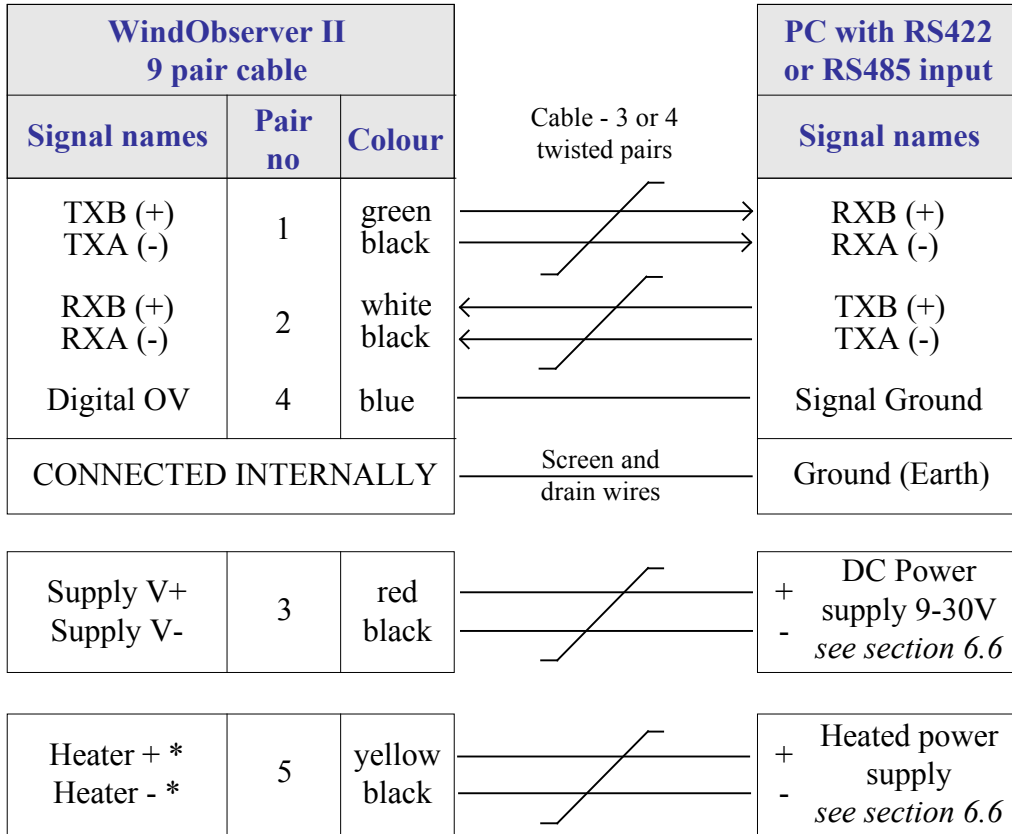 WindObserver II
9 pair cable
PC with RS422
or RS485 input
Signal names
Pair
no
Colour
Cable - 3 or 4
twisted pairs
Signal names
TXB (+)
TXA (-)
1
green
black
RXB (+)
RXA (-)
RXB (+)
RXA (-)
2
white
black
TXB (+)
TXA (-)
Digital OV
4
blue
Signal Ground
CONNECTED INTERNALLY
Screen and
drain wires
Ground (Earth)
Supply V+
Supply V-
3
red
black
+
-
DC Power
supply 9-30V
see section 6.6
Heater + *
Heater - *
5
yellow
black
+
-
Heated power
supply
see section 6.6